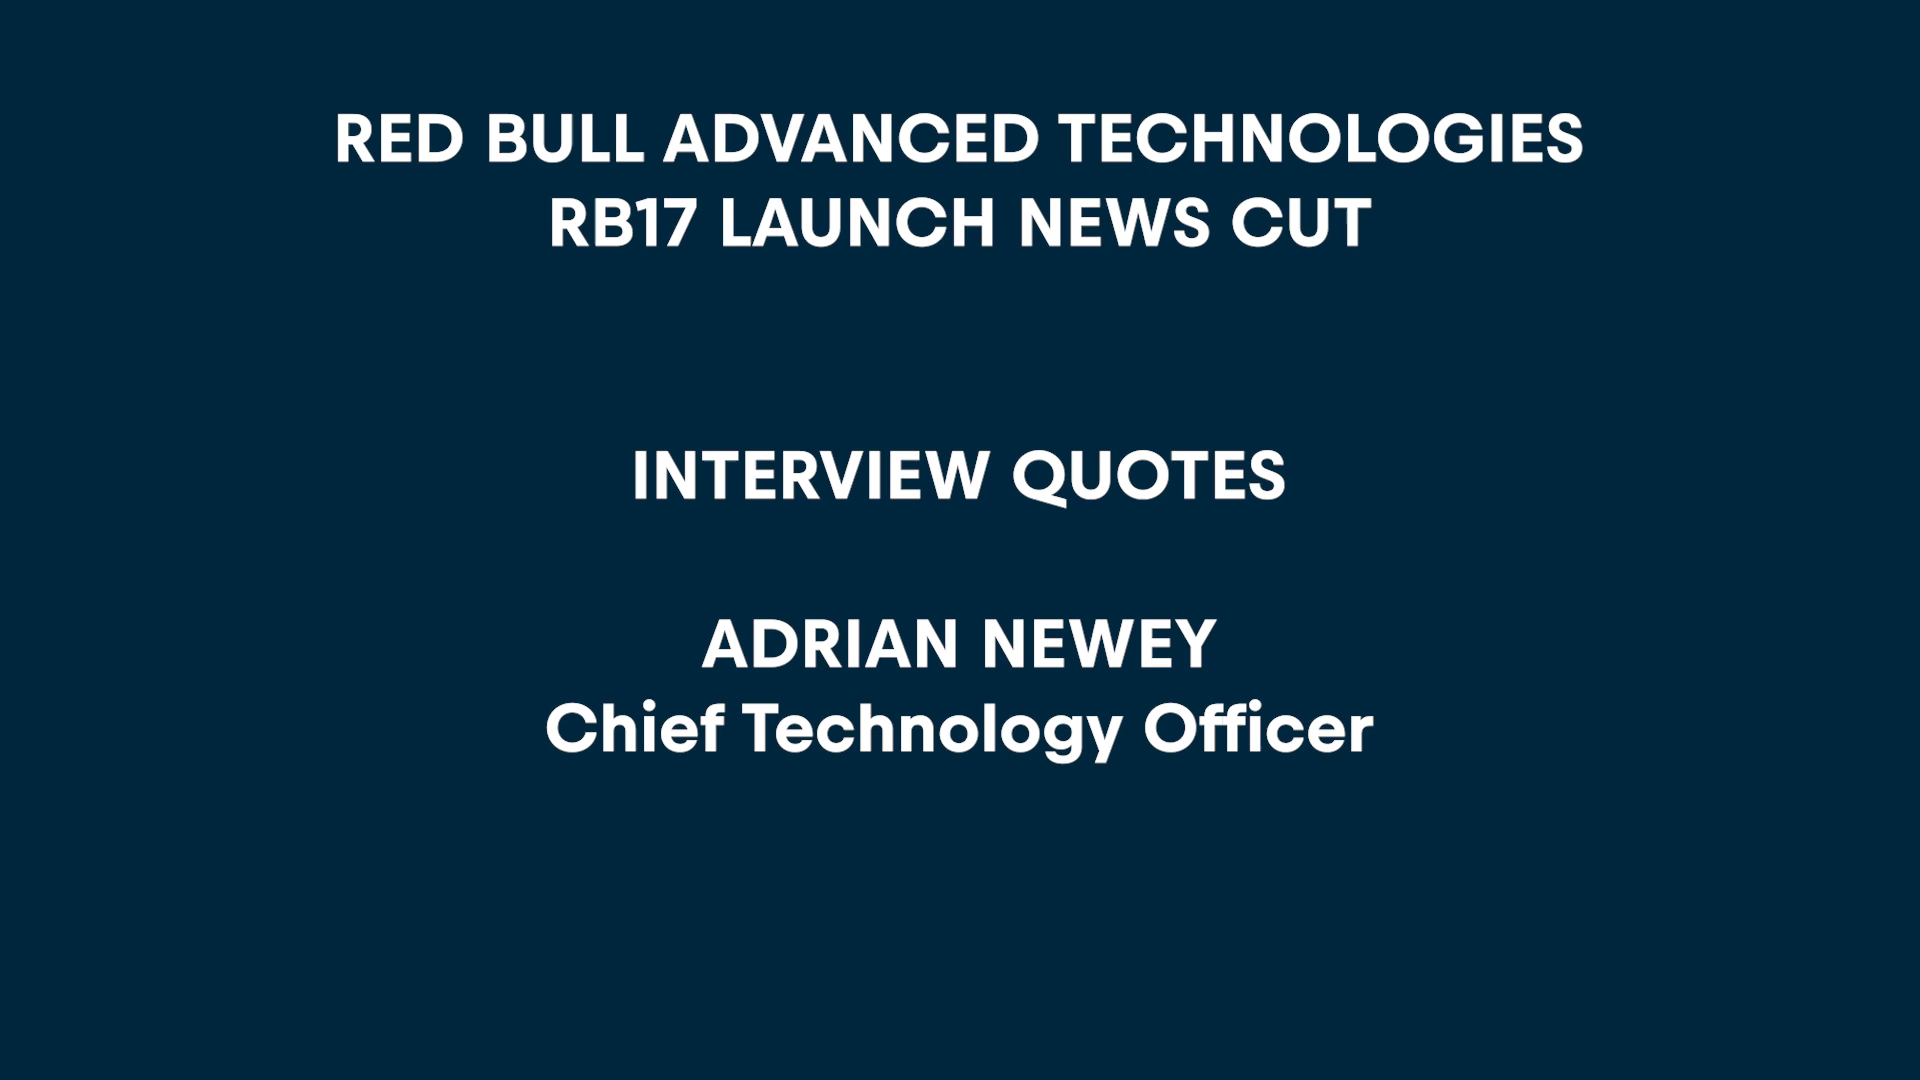 RED BULL ADVANCED TECHNOLOGIES
RB17 LAUNCH NEWS CUT
INTERVIEW QUOTES
ADRIAN NEWEY
Chief Technology Officer